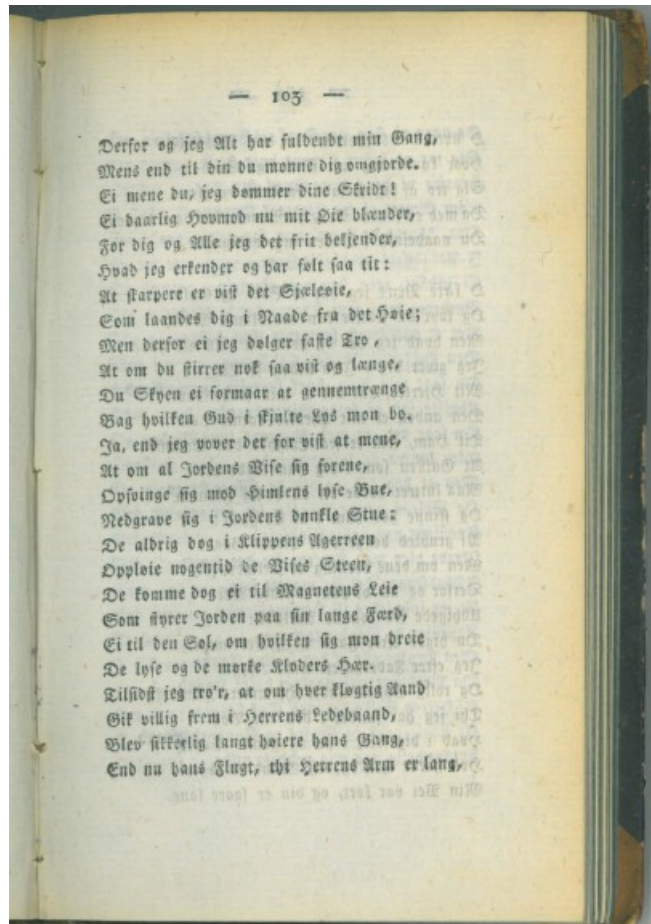 — 103 —
Derfor og jeg Alt har fuldendt min Gang,
Mens end til din du monne dig omgjorde.
Ei mene du, jeg dømmer dine Skridt!
Ei daarlig Hovmod nu mit Øie blænder,
For dig og Alle jeg det frit bekjender,
Hvad jeg erkender og har følt saa tit:
At skarpere er vist det Sjæleøie,
Som laandes dig i Naade fra det Høie;
Men derfor ei jeg dølger faste Tro,
At om du stirrer nok saa vist og længe,
Du Skyen ei formaar at gennemtrænge
Bag hvilken Gud i skjulte Lys mon bo.
Ja, end jeg vover det for vist at mene,
At om al Jordens Vise sig forene,
Opsvinge sig mod Himlens lyse Bue,
Nedgrave sig i Jordens dunkle Stue:
De aldrig dog i Klippens Agerreen
Oppløie nogentid de Vises Steen,
De komme dog ei til Magnetens Leie
Som styrer Jorden paa sin lange Færd,
Ei til den Sol, om hvilken sig mon dreie
De lyse og de mørke Kloders Hær.
Tilsidst jeg tro'r, at om hver kløgtig Aand
Gik villig frem i Herrens Ledebaand,
Blev sikkerlig langt høiere hans Gang,
End nu hans Flugt, thi Herrens Arm er lang,